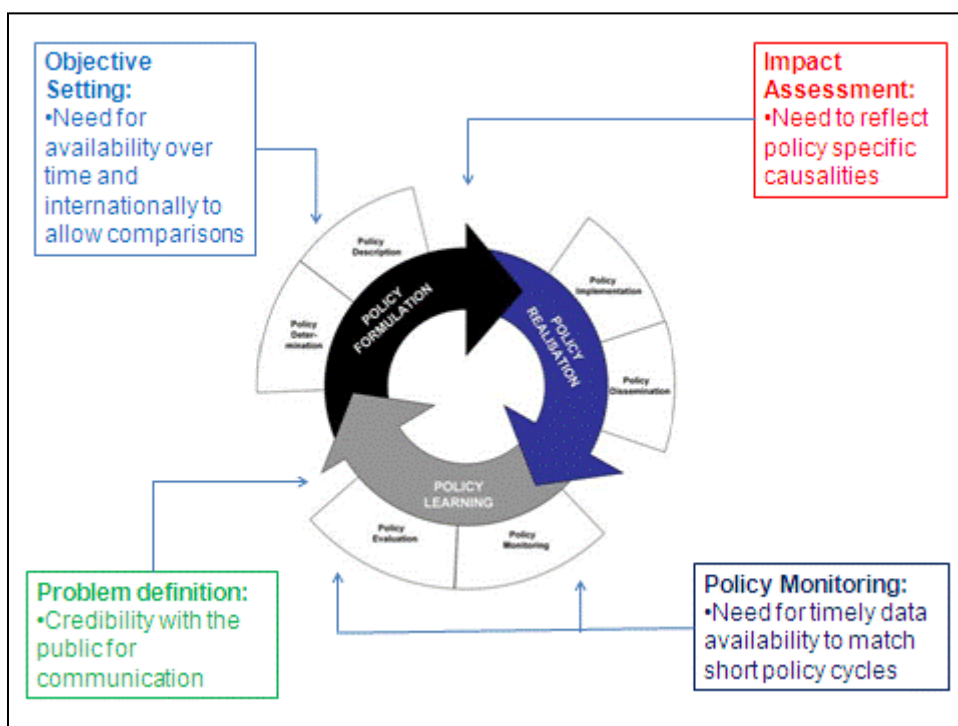 Objective
Setting:
•Need for
availability over
time and
internationally to
allow comparisons
Impact
Assessment:
•Need to reflect
policy specific
causalities
Policy
Description
Policy
Deter-
mination
POLICY
FORMULATION
POLICY
REALISATION
Policy
Implementation
Policy
Dissemination
POLICY
LEARNING
Policy
Evaluation
Policy
Monitoring
Problem definition:
•Credibility with the
public for
communication
Policy Monitoring:
•Need for timely data
availability to match
short policy cycles